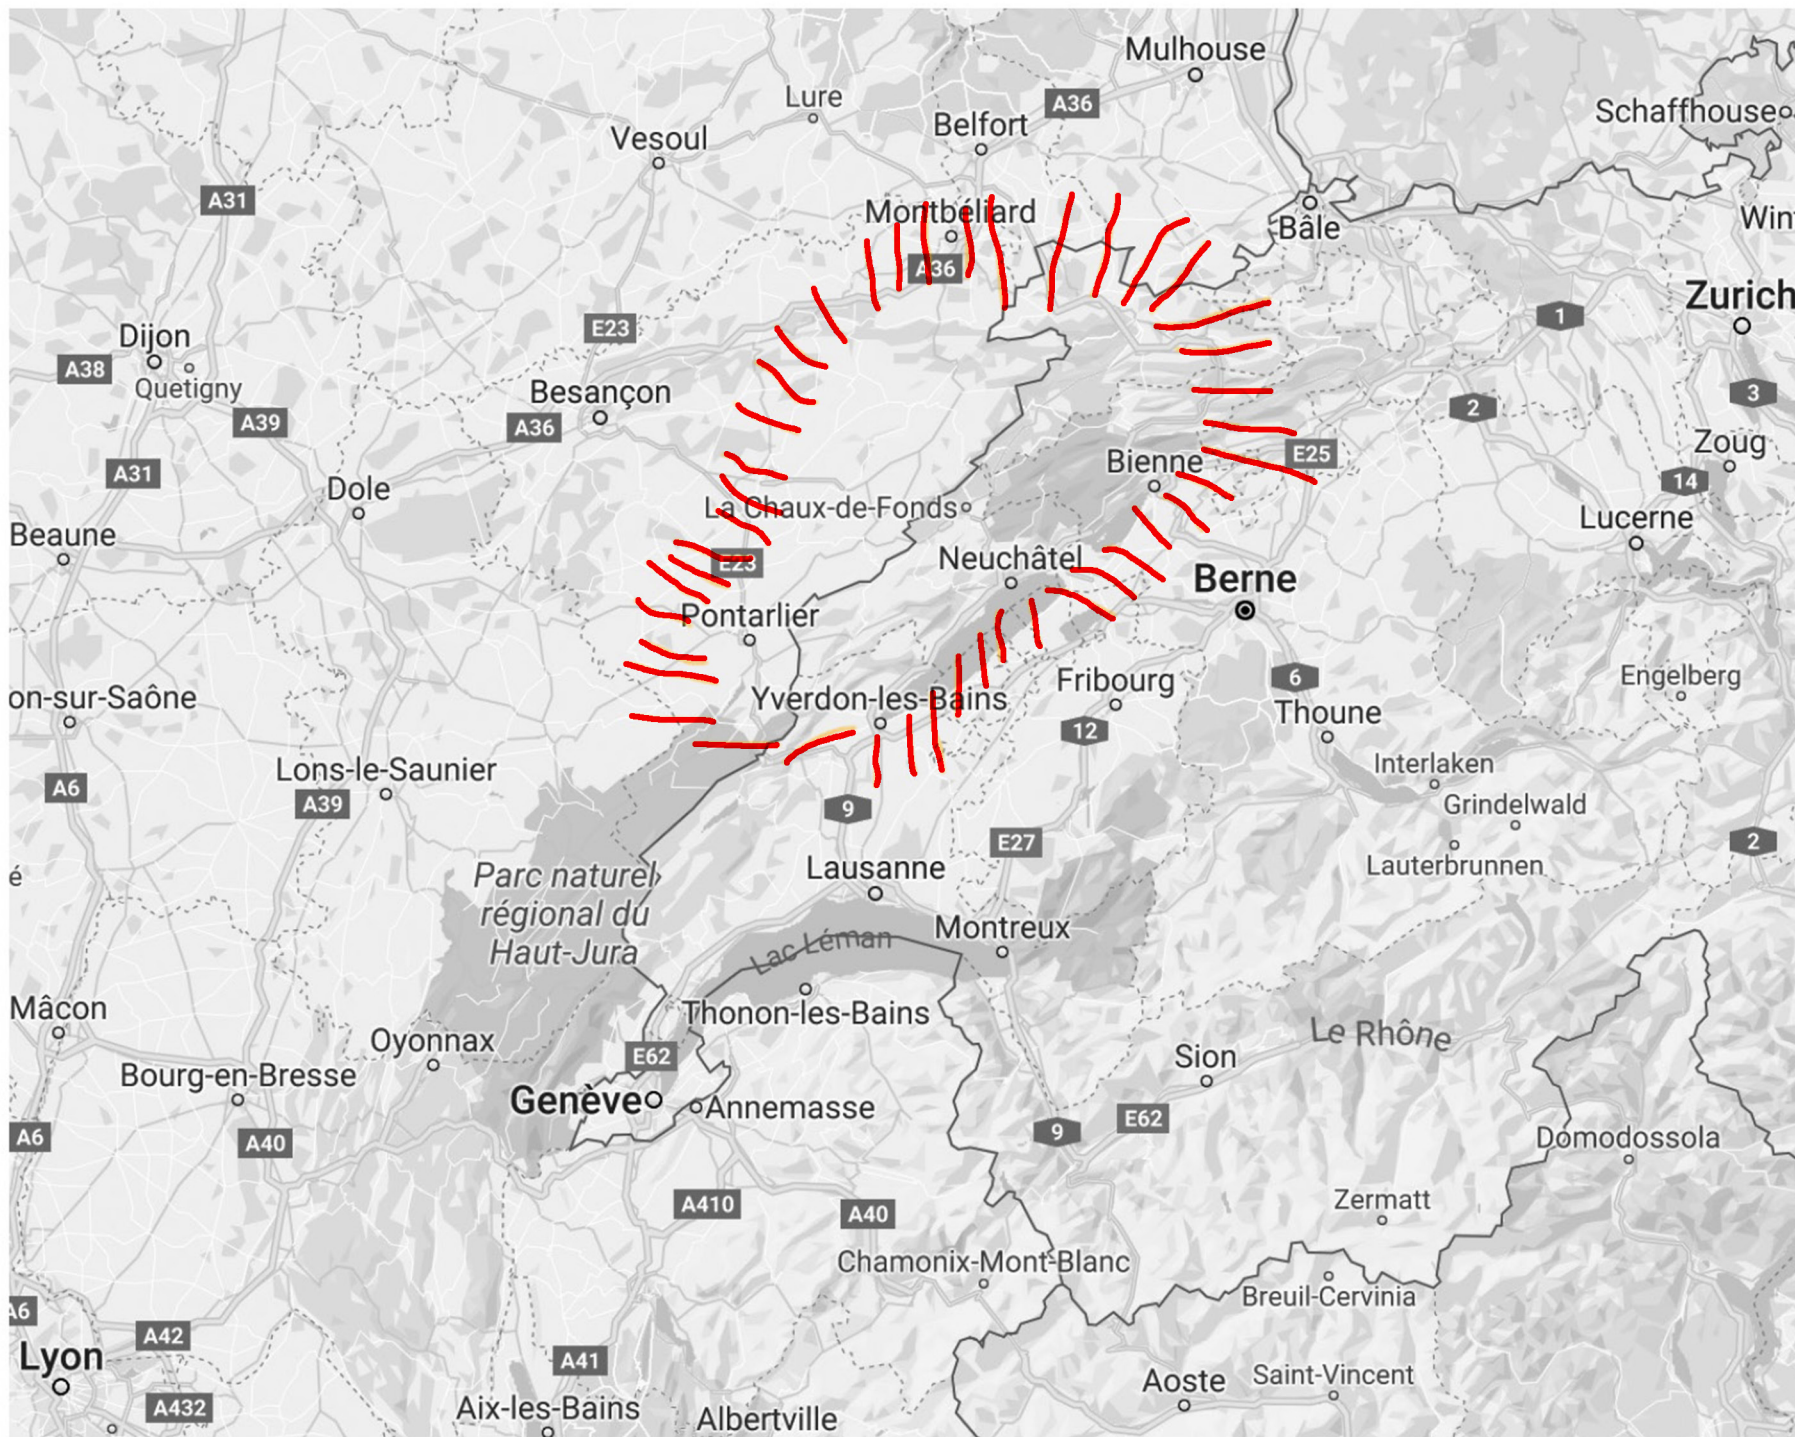 Mulhouse
A36
Lure
Schaffhouse
Belfort
Vesoul
A31
Montbéliard
Bâle
Win
A36
Zurich
1
E23
Dijon
A38
Quetigny
Besançon
3
2
A39
A36
Zoug
E25
Bienne
A31
14
Dole
La Chaux-de-Fonds
Lucerne
Beaune
Neuchâtel
E23
Berne
Pontarlier
6
Engelberg
Fribourg
on-sur-Saône
Yverdon-les-Bains
Thoune
12
Lons-le-Saunier
Interlaken
A6
A39
9
Grindelwald
E27
2
Lausanne
Lauterbrunnen
é
Parc naturel
régional du
Haut-Jura
Montreux
Lac Léman
Mâcon
Thonon-les-Bains
Le Rhône
Oyonnax
E62
Sion
Bourg-en-Bresse
Genève
Annemasse
E62
9
A6
A40
Domodossola
A410
A40
Zermatt
Chamonix-Mont-Blanc
Breuil-Cervinia
A6
A42
Lyon
A41
Saint-Vincent
Aoste
A432
Aix-les-Bains
Albertville